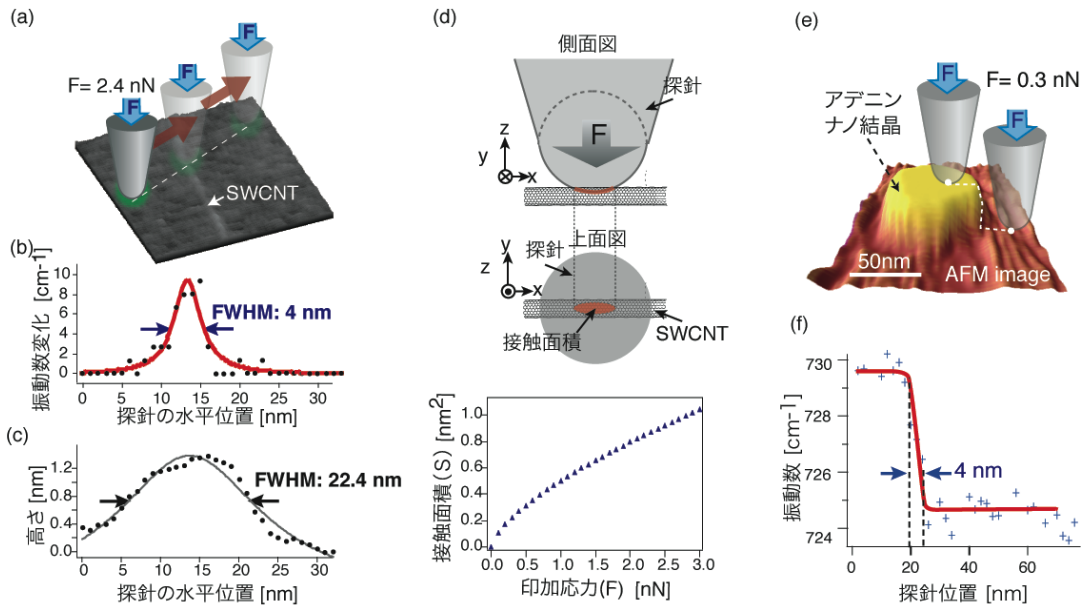 (a)
F
F
F= 2.4 nN
F
SWCNT
(b)
振動数変化 [cm-1]
10
8
6
4
2
0
FWHM: 4 nm
0 5 10 15 20 25 30
探針の水平位置 [nm]
(c)
高さ [nm]
1.2
0.8
0.4
0.0
FWHM: 22.4 nm
0 5 10 15 20 25 30
探針の水平位置 [nm]
(d)
側面図
探針
F
z
y
x
上面図
探針
y
z
x
接触面積
SWCNT
接触面積(S) [nm²]
1.0
0.8
0.6
0.4
0.2
0.0
0.0 0.5 1.0 1.5 2.0 2.5 3.0
印加応力(F) [nN]
(e)
F
F= 0.3 nN
アデニン
ナノ結晶
F
50nm
AFM image
(f)
振動数 [cm-1]
730
728
726
724
4 nm
0 20 40 60
探針位置 [nm]